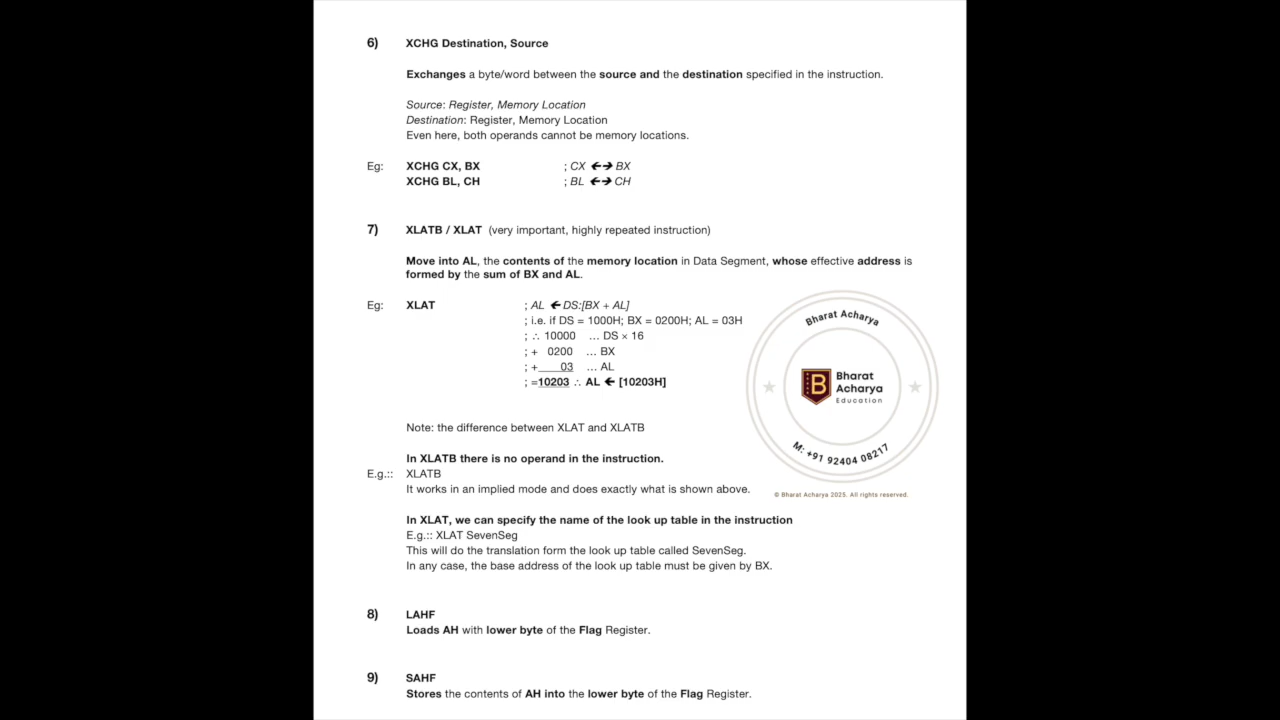 6) XCHG Destination, Source
Exchanges a byte/word between the source and the destination specified in the instruction.
Source: Register, Memory Location
Destination: Register, Memory Location
Even here, both operands cannot be memory locations.
Eg: XCHG CX, BX ; CX ←→ BX
XCHG BL, CH ; BL ←→ CH
7) XLATB / XLAT (very important, highly repeated instruction)
Move into AL, the contents of the memory location in Data Segment, whose effective address is
formed by the sum of BX and AL.
Eg: XLAT ; AL ← DS:[BX + AL]
; i.e. if DS = 1000H; BX = 0200H; AL = 03H
; ∴ 10000 … DS × 16
; + 0200 … BX
; + 03 … AL
; =10203 ∴ AL ← [10203H]
Bharat Acharya
B Bharat
Acharya
Education
M: +91 92404 08217
© Bharat Acharya 2025. All rights reserved.
Note: the difference between XLAT and XLATB
In XLATB there is no operand in the instruction.
E.g.:: XLATB
It works in an implied mode and does exactly what is shown above.
In XLAT, we can specify the name of the look up table in the instruction
E.g.:: XLAT SevenSeg
This will do the translation form the look up table called SevenSeg.
In any case, the base address of the look up table must be given by BX.
8) LAHF
Loads AH with lower byte of the Flag Register.
9) SAHF
Stores the contents of AH into the lower byte of the Flag Register.